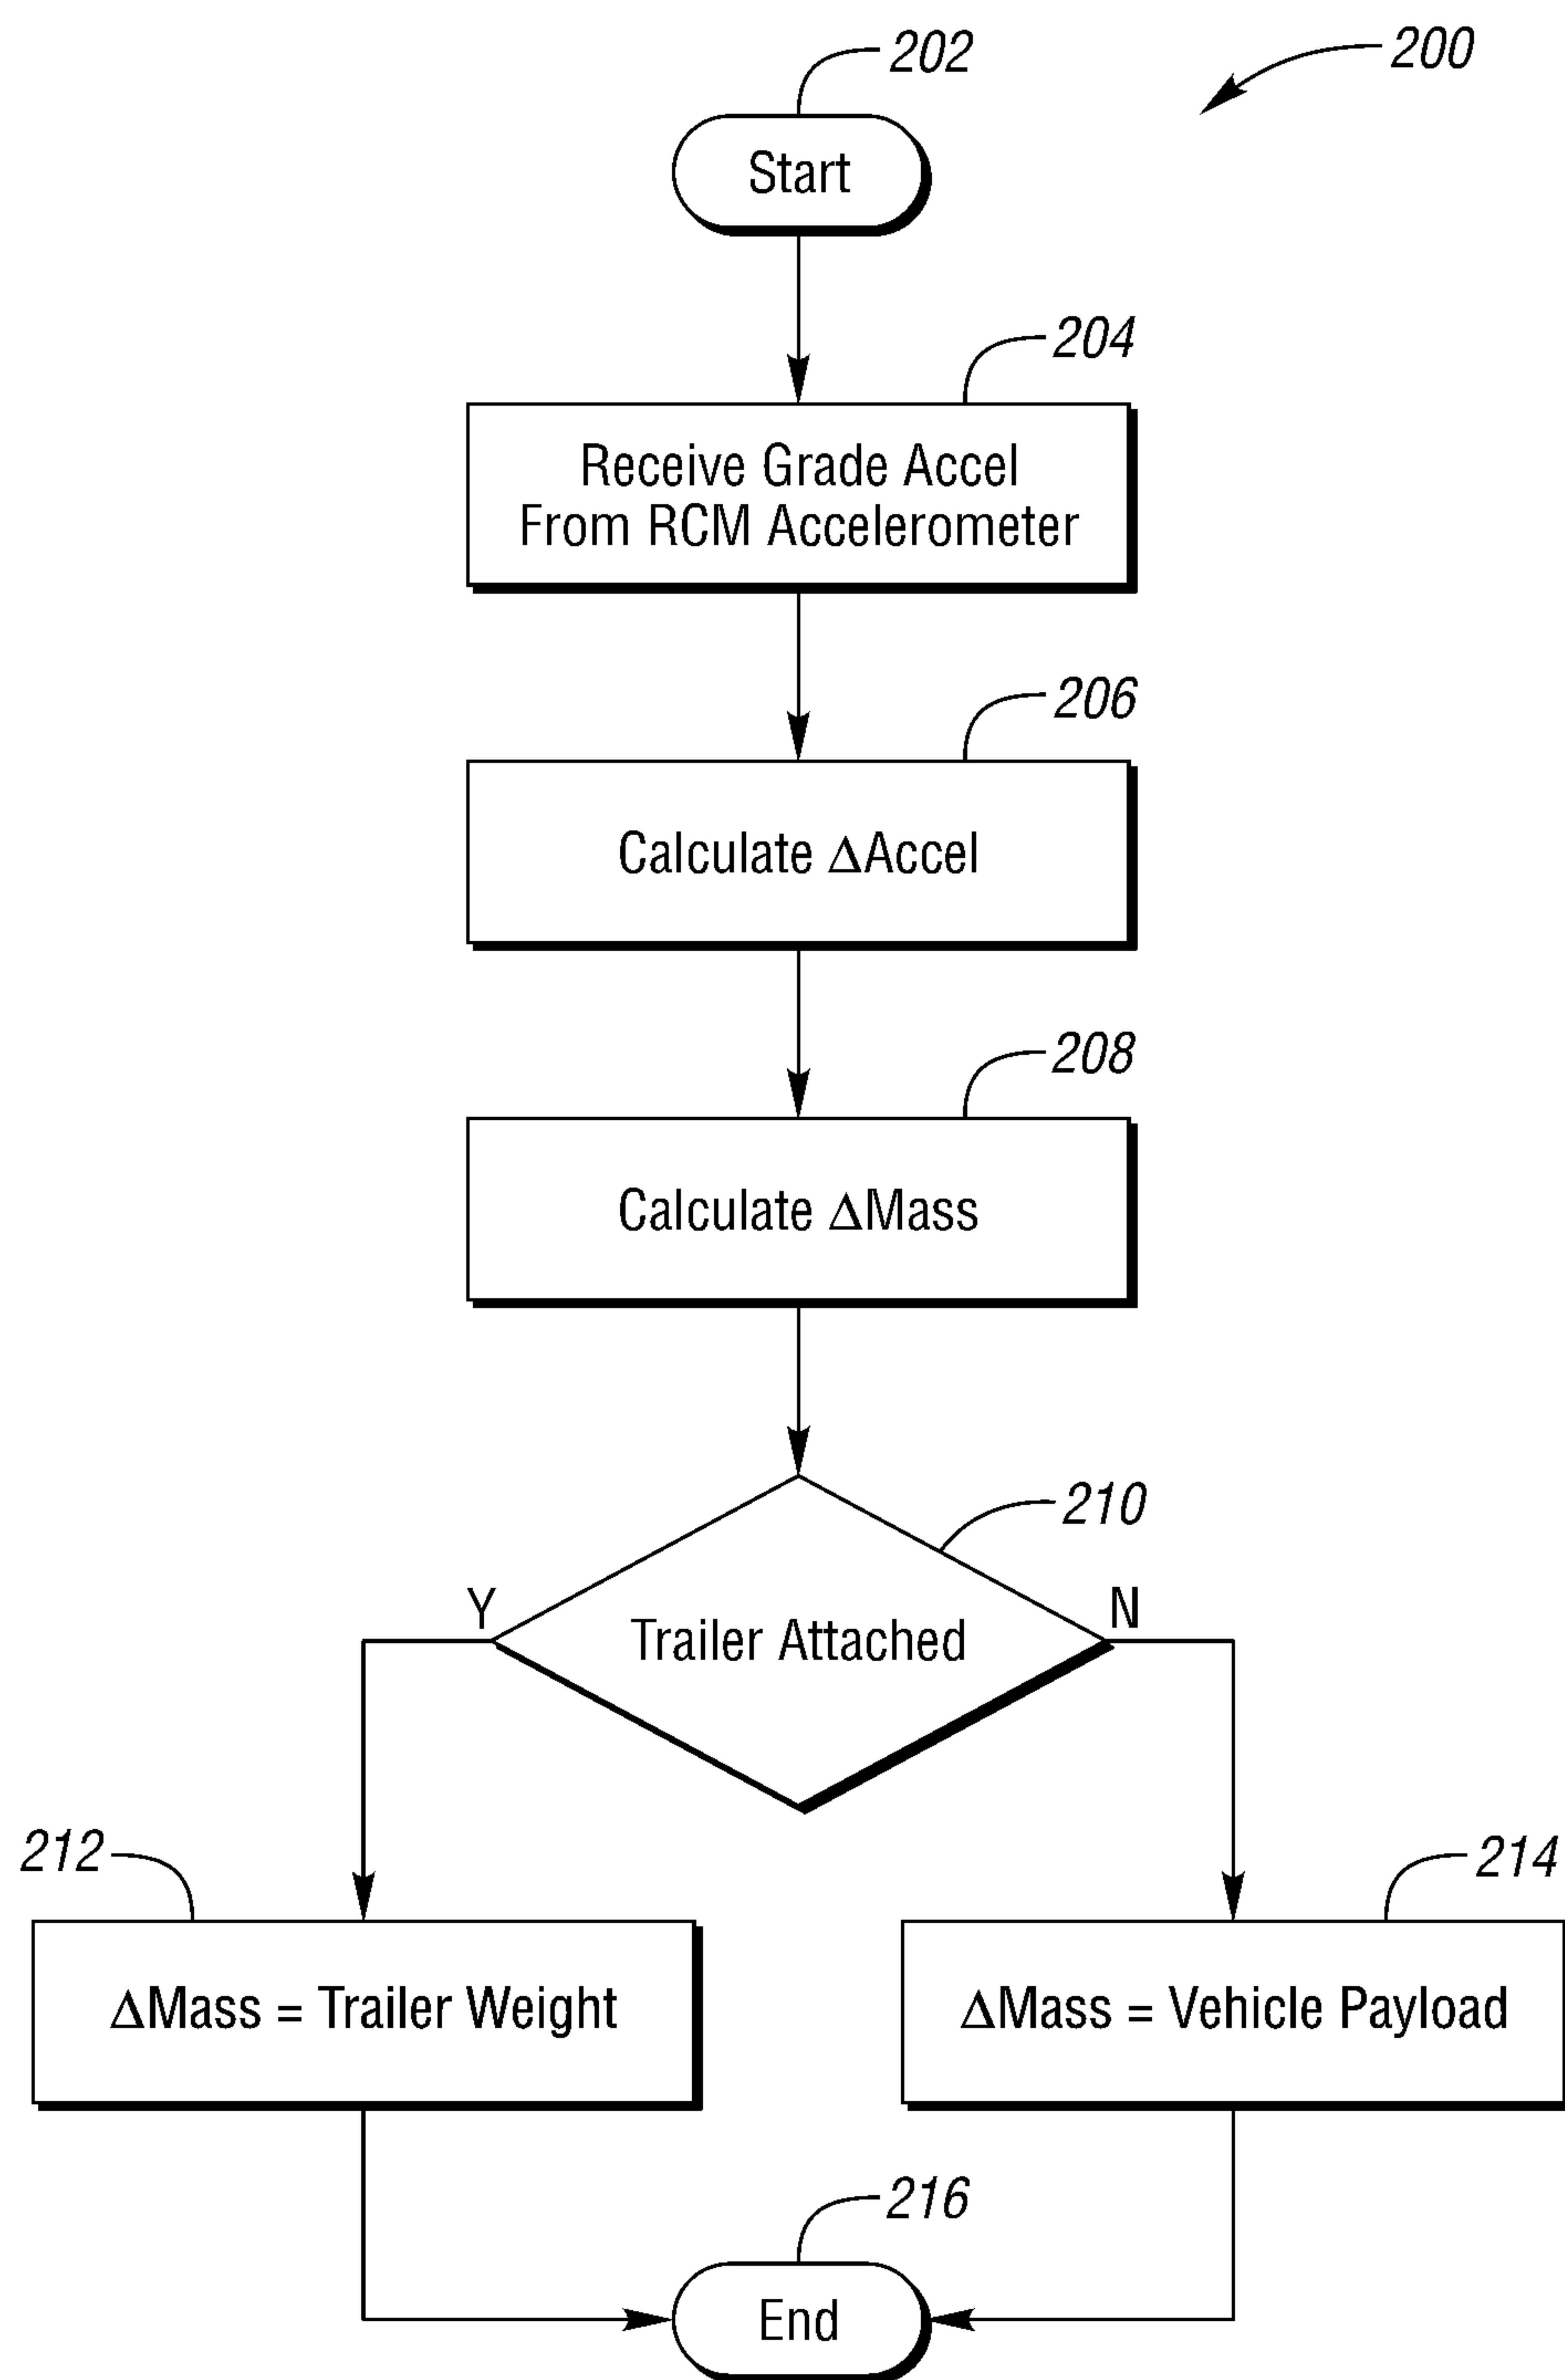 202
200
Start
204
Receive Grade Accel
From RCM Accelerometer
206
Calculate ΔAccel
208
Calculate ΔMass
210
Y
N
Trailer Attached
212
214
ΔMass = Trailer Weight
ΔMass = Vehicle Payload
216
End